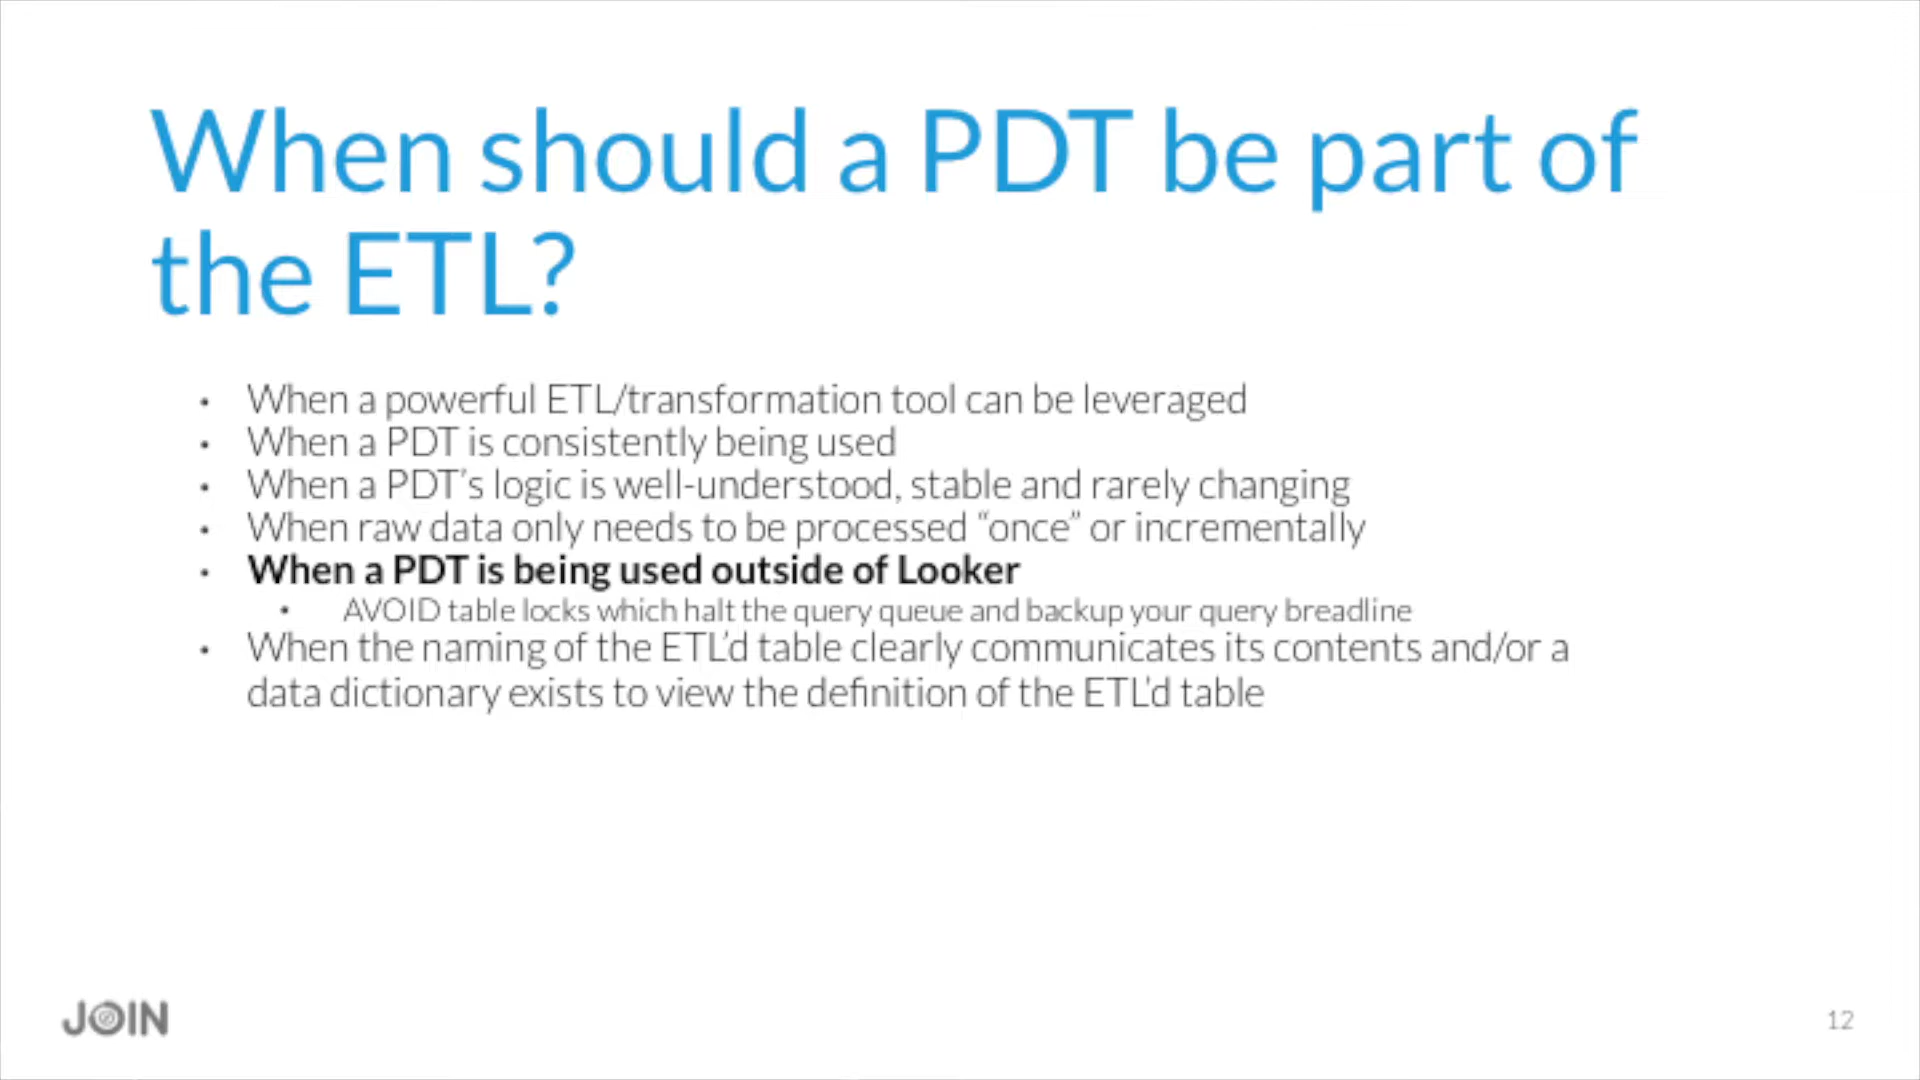 When should a PDT be part of
the ETL?
• When a powerful ETL/transformation tool can be leveraged
• When a PDT is consistently being used
• When a PDT’s logic is well-understood, stable and rarely changing
• When raw data only needs to be processed “once” or incrementally
• When a PDT is being used outside of Looker
• AVOID table locks which halt the query queue and backup your query breadline
• When the naming of the ETL’d table clearly communicates its contents and/or a
data dictionary exists to view the definition of the ETL’d table
JOIN
12